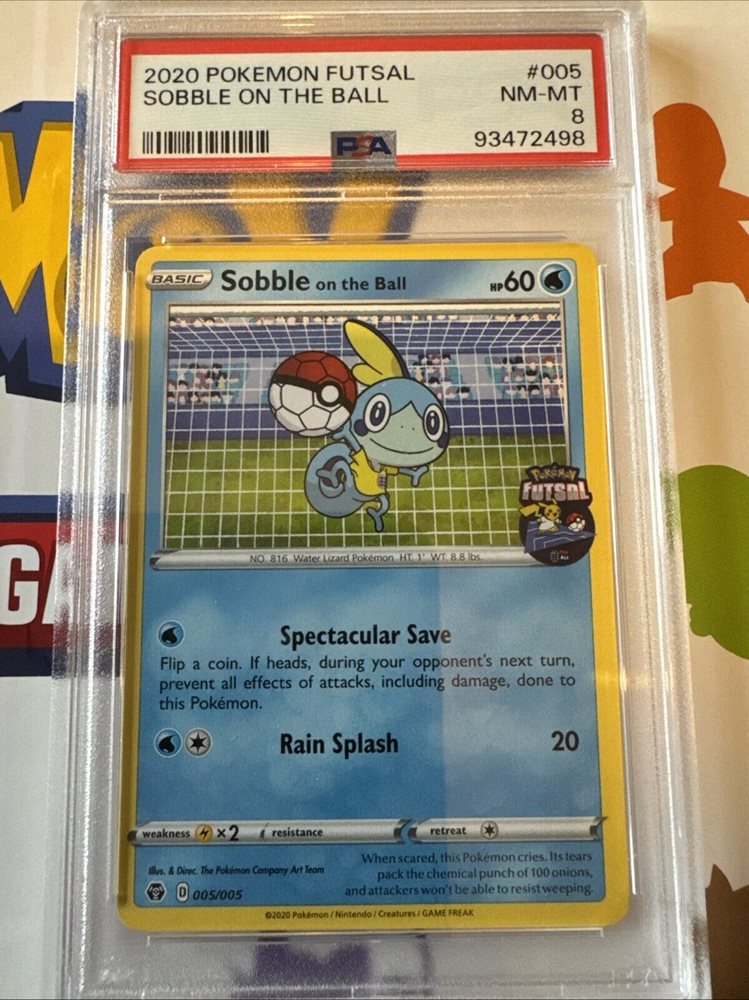 2020 POKEMON FUTSAL #005
SOBBLE ON THE BALL NM-MT
8
PSA 93472498
BASIC Sobble on the Ball HP60
POKÉMON
FUTSAL
NO. 816 Water Lizard Pokémon HT. 1' WT. 8.8 lbs.
Spectacular Save
Flip a coin. If heads, during your opponent's next turn,
prevent all effects of attacks, including damage, done to
this Pokémon.
Rain Splash 20
weakness ×2 resistance retreat
Illus. & Direc. The Pokémon Company Art Team
When scared, this Pokémon cries. Its tears
pack the chemical punch of 100 onions,
and attackers won't be able to resist weeping.
D 005/005
©2020 Pokémon / Nintendo / Creatures / GAME FREAK